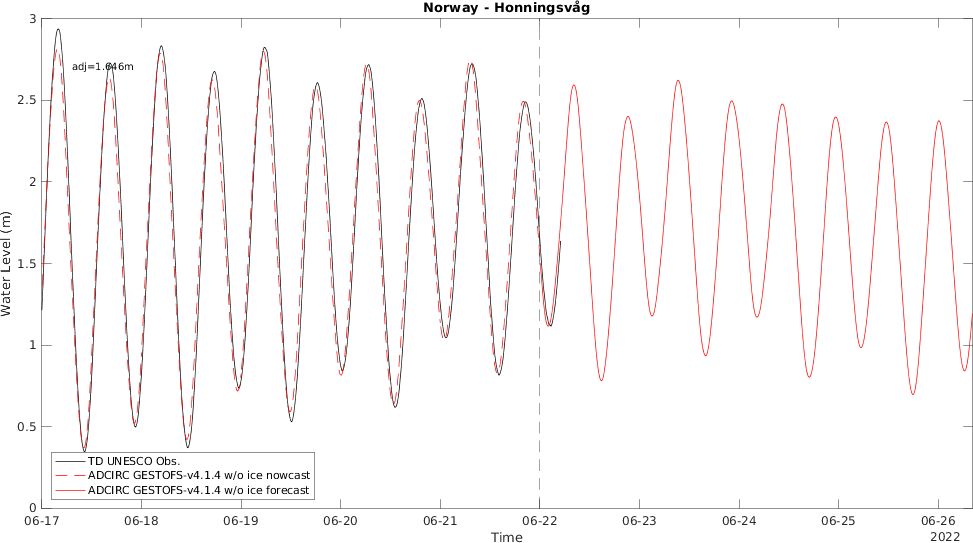 Norway - Honningsvåg
3
adj=1.646m
2.5
2
1.5
1
0.5
0
Water Level (m)
TD UNESCO Obs.
ADCIRC GESTOFS-v4.1.4 w/o ice nowcast
ADCIRC GESTOFS-v4.1.4 w/o ice forecast
06-17 06-18 06-19 06-20 06-21 06-22 06-23 06-24 06-25 06-26
Time
2022